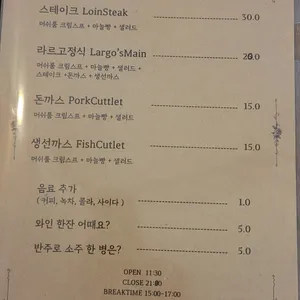 스테이크 LoinSteak 30.0
머쉬룸 크림스프 + 마늘빵 + 샐러드
라르고정식 Largo'sMain 20.0
머쉬룸 크림스프 + 마늘빵 + 샐러드 +
스테이크 +돈까스 + 생선까스
돈까스 PorkCuttlet 15.0
머쉬룸 크림스프 + 마늘빵 + 샐러드
생선까스 FishCutlet 15.0
머쉬룸 크림스프 + 마늘빵 + 샐러드
음료 추가
( 커피, 녹차, 콜라, 사이다 ) 1.0
와인 한잔 어때요? 5.0
반주로 소주 한 병은? 5.0
OPEN 11:30
CLOSE 21:00
BREAKTIME 15:00~17:00